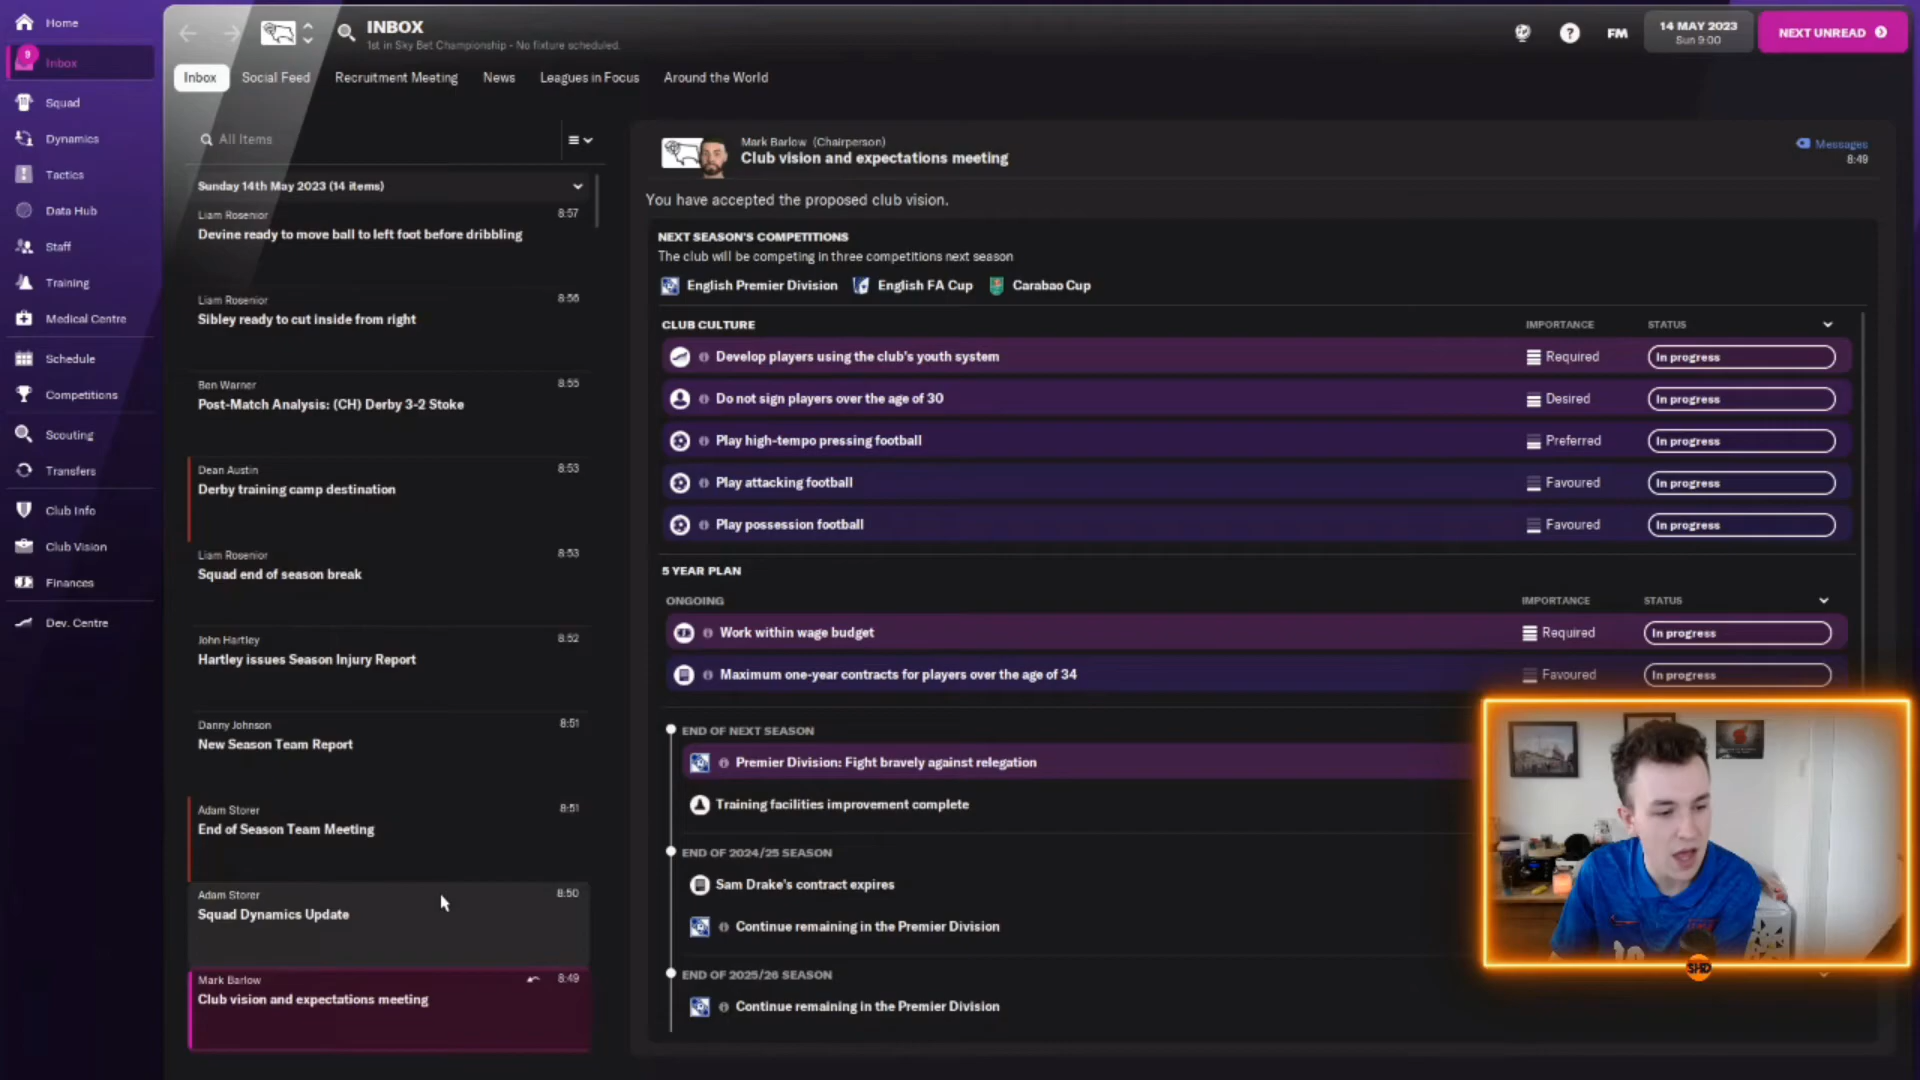 Home
9
Inbox
Squad
Dynamics
Tactics
Data Hub
Staff
Training
Medical Centre
Schedule
Competitions
Scouting
Transfers
Club Info
Club Vision
Finances
Dev. Centre
INBOX
1st in Sky Bet Championship - No fixture scheduled.
? FM
14 MAY 2023
Sun 9:00
NEXT UNREAD
Inbox Social Feed Recruitment Meeting News Leagues in Focus Around the World
All Items
Sunday 14th May 2023 (14 items)
Liam Rosenior 8:57
Devine ready to move ball to left foot before dribbling
Liam Rosenior 8:56
Sibley ready to cut inside from right
Ben Warner 8:55
Post-Match Analysis: (CH) Derby 3-2 Stoke
Dean Austin 8:53
Derby training camp destination
Liam Rosenior 8:53
Squad end of season break
John Hartley 8:52
Hartley issues Season Injury Report
Danny Johnson 8:51
New Season Team Report
Adam Storer 8:51
End of Season Team Meeting
Adam Storer 8:50
Squad Dynamics Update
Mark Barlow 8:49
Club vision and expectations meeting
Mark Barlow (Chairperson)
Club vision and expectations meeting
Messages
8:49
You have accepted the proposed club vision.
NEXT SEASON'S COMPETITIONS
The club will be competing in three competitions next season
English Premier Division English FA Cup Carabao Cup
CLUB CULTURE IMPORTANCE STATUS
Develop players using the club's youth system Required In progress
Do not sign players over the age of 30 Desired In progress
Play high-tempo pressing football Preferred In progress
Play attacking football Favoured In progress
Play possession football Favoured In progress
5 YEAR PLAN
ONGOING IMPORTANCE STATUS
Work within wage budget Required In progress
Maximum one-year contracts for players over the age of 34 Favoured In progress
END OF NEXT SEASON
Premier Division: Fight bravely against relegation
Training facilities improvement complete
END OF 2024/25 SEASON
Sam Drake's contract expires
Continue remaining in the Premier Division
END OF 2025/26 SEASON
Continue remaining in the Premier Division
SHD